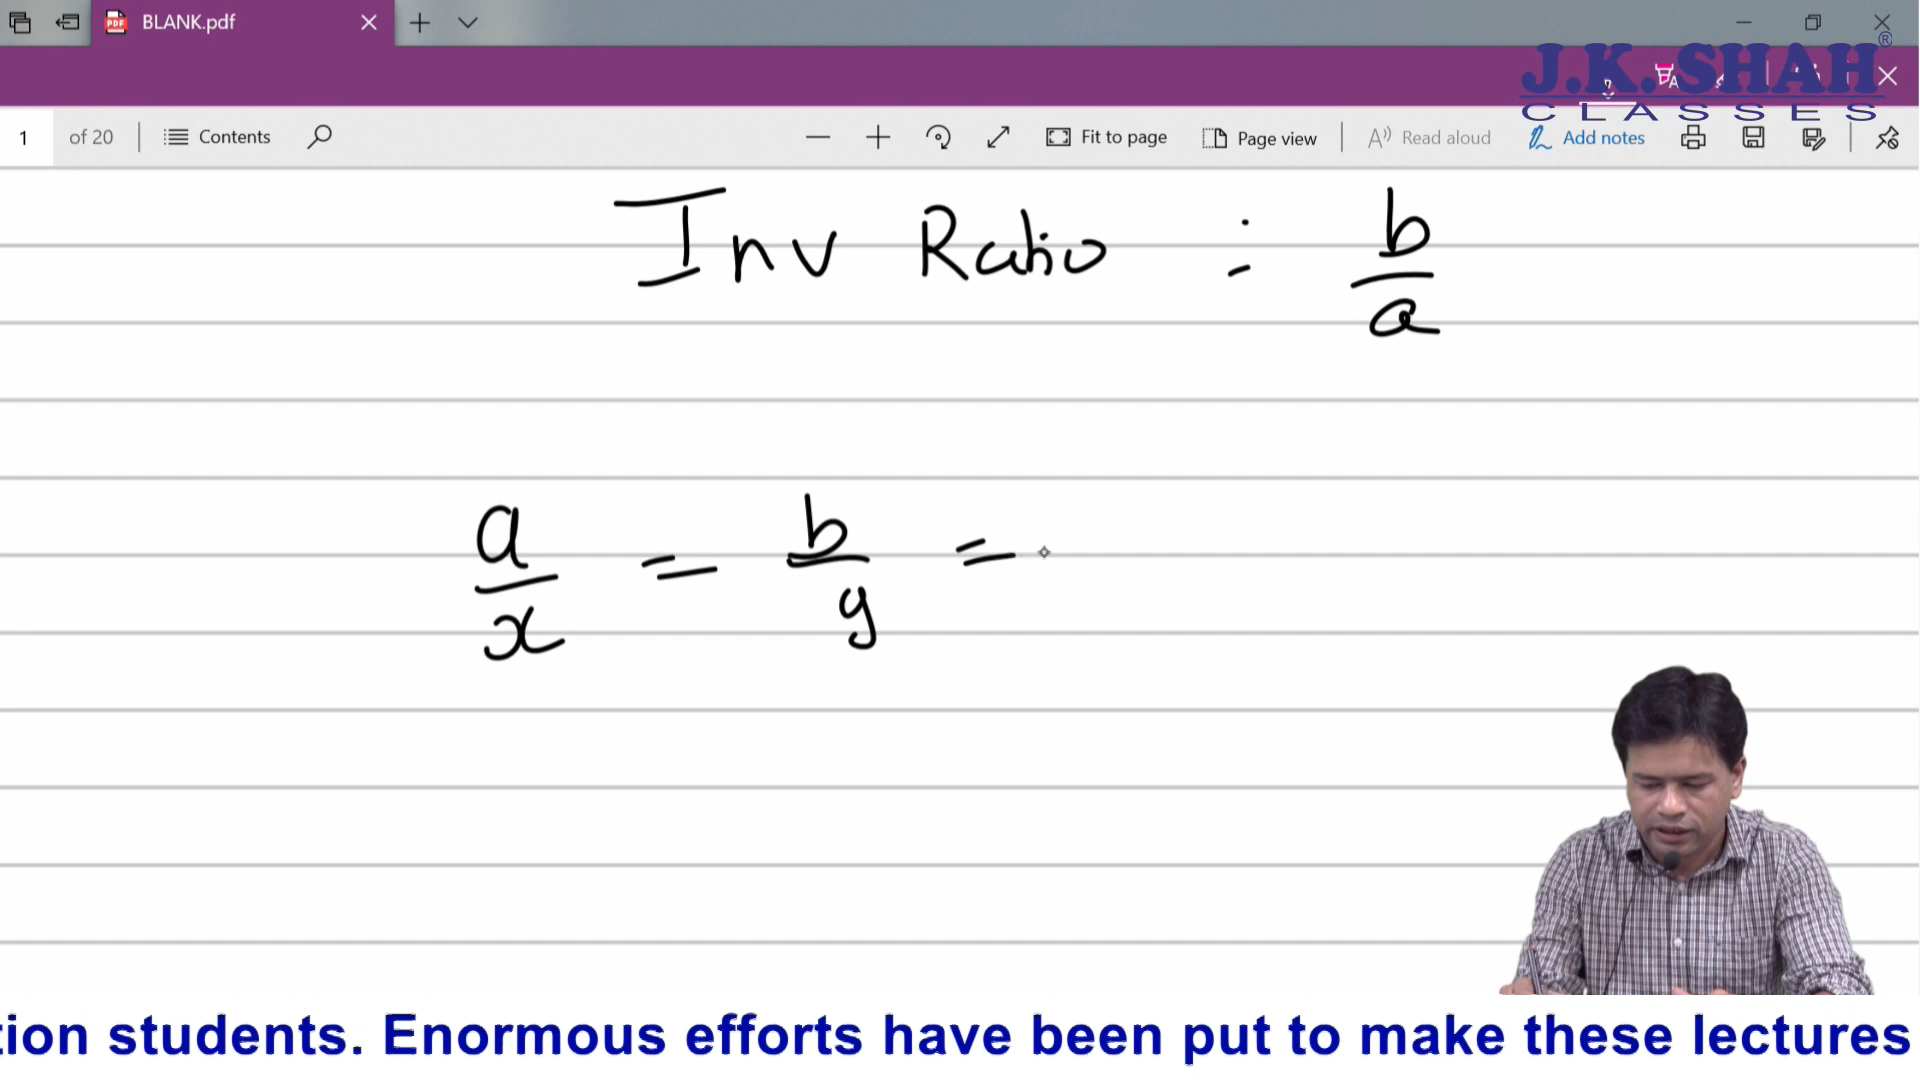 BLANK.pdf
J.K.SHAH®
CLASSES
1 of 20 Contents Fit to page Page view Read aloud Add notes
Inv Ratio : b/a
a/x = b/y =
tion students. Enormous efforts have been put to make these lectures